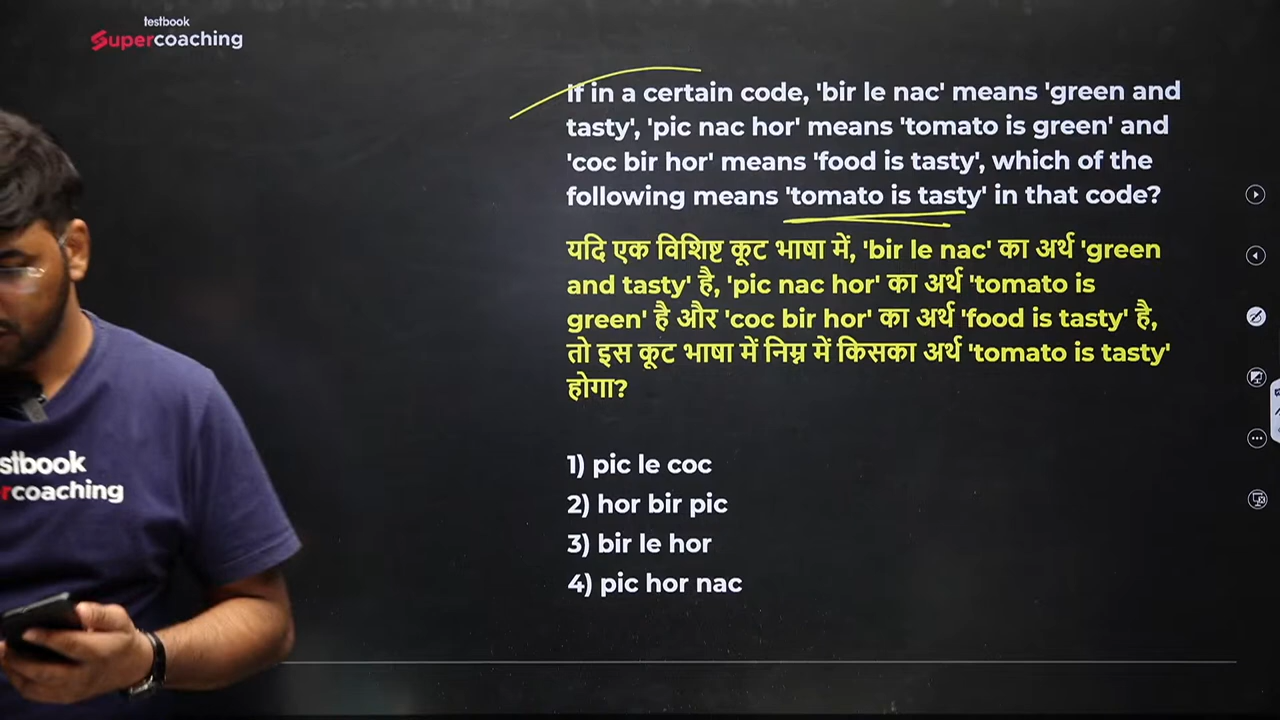 testbook
Supercoaching
If in a certain code, 'bir le nac' means 'green and
tasty', 'pic nac hor' means 'tomato is green' and
'coc bir hor' means 'food is tasty', which of the
following means 'tomato is tasty' in that code?
यदि एक विशिष्ट कूट भाषा में, 'bir le nac' का अर्थ 'green
and tasty' है, 'pic nac hor' का अर्थ 'tomato is
green' है और 'coc bir hor' का अर्थ 'food is tasty' है,
तो इस कूट भाषा में निम्न में किसका अर्थ 'tomato is tasty'
होगा?
1) pic le coc
2) hor bir pic
3) bir le hor
4) pic hor nac
stbook
rcoaching